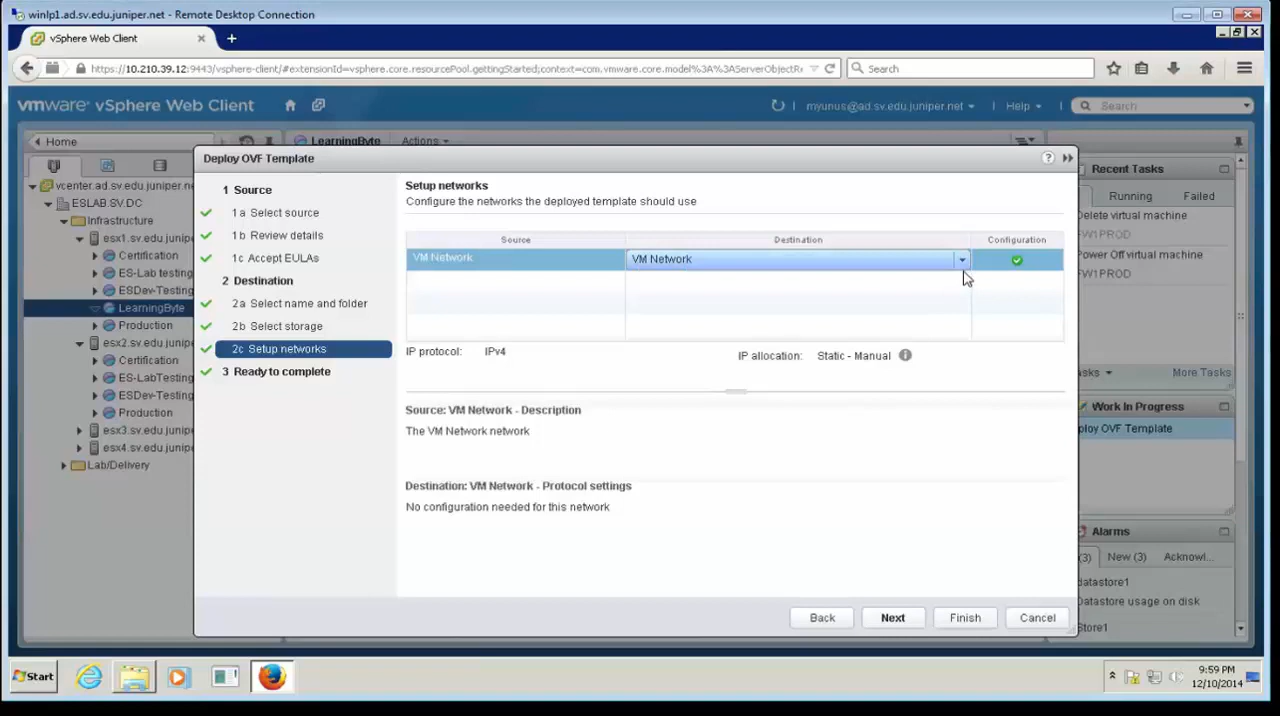 winlp1.ad.sv.edu.juniper.net - Remote Desktop Connection
vSphere Web Client
https://10.210.39.12:9443/vsphere-client/#extensionId=vsphere.core.resourcePool.gettingStarted;context=com.vmware.core.model%3A%3AServerObjectRe
Search
vmware® vSphere Web Client
myunus@ad.sv.edu.juniper.net
Help
Search
Home
LearningByte
Actions
vcenter.ad.sv.edu.juniper.ne
ESLAB.SV.DC
Infrastructure
esx1.sv.edu.junipe
Certification
ES-Lab testing
ESDev-Testing
LearningByte
Production
esx2.sv.edu.junipe
Certification
ES-LabTesting
ESDev-Testing
Production
esx3.sv.edu.junipe
esx4.sv.edu.junipe
Lab/Delivery
Deploy OVF Template
1 Source
1a Select source
1b Review details
1c Accept EULAs
2 Destination
2a Select name and folder
2b Select storage
2c Setup networks
3 Ready to complete
Setup networks
Configure the networks the deployed template should use
Source Destination Configuration
VM Network VM Network
IP protocol: IPv4
IP allocation: Static - Manual
Source: VM Network - Description
The VM Network network
Destination: VM Network - Protocol settings
No configuration needed for this network
Back Next Finish Cancel
Recent Tasks
Running Failed
Delete virtual machine
FW1PROD
Power Off virtual machine
FW1PROD
asks More Tasks
Work In Progress
ploy OVF Template
Alarms
(3) New (3) Acknowl...
datastore1
Datastore usage on disk
Store1
Start
9:59 PM
12/10/2014